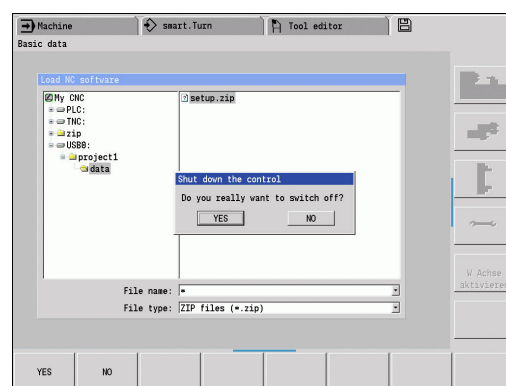 Machine
smart.Turn
Tool editor
Basic data
Load NC software
My CNC
PLC:
TNC:
zip
USB0:
project1
data
setup.zip
Shut down the control
Do you really want to switch off?
YES
NO
File name: *
File type: ZIP files (*.zip)
W Achse
aktivieren
YES
NO